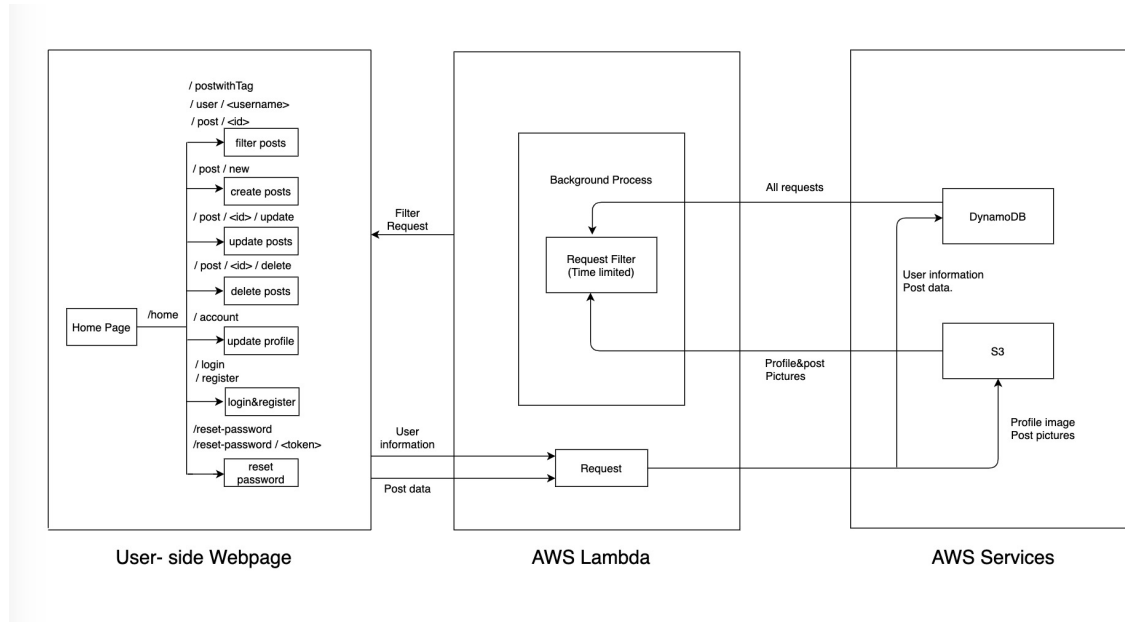 / postwithTag
/ user / <username>
/ post / <id>
filter posts
/ post / new
create posts
/ post / <id> / update
update posts
/ post / <id> / delete
delete posts
Home Page
/home
/ account
update profile
/ login
/ register
login&register
/reset-password
/reset-password / <token>
reset
password
User- side Webpage
Filter
Request
User
information
Post data
Background Process
Request Filter
(Time limited)
Request
AWS Lambda
All requests
Profile&post
Pictures
DynamoDB
User information
Post data.
S3
Profile image
Post pictures
AWS Services